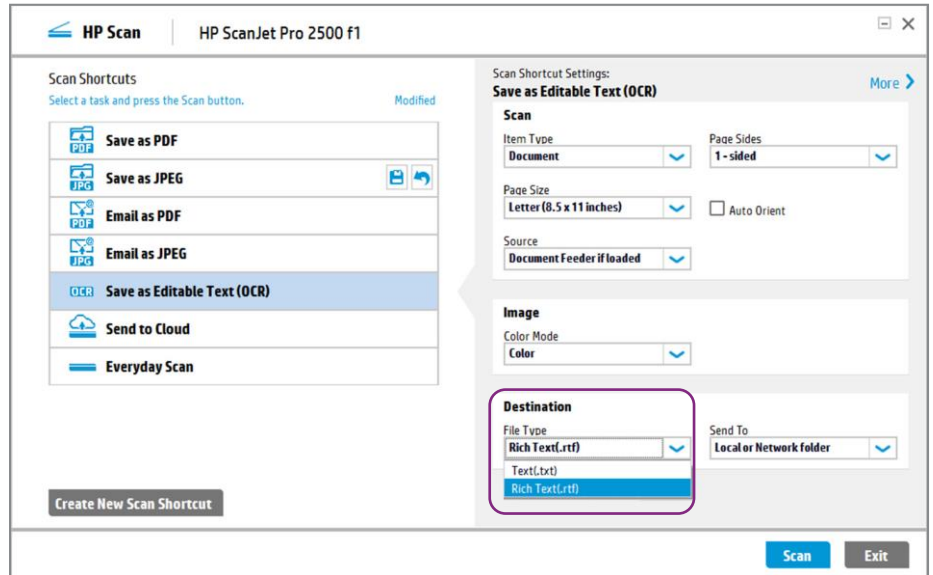 HP Scan HP ScanJet Pro 2500 f1
Scan Shortcuts
Select a task and press the Scan button. Modified
PDF Save as PDF
JPG Save as JPEG
PDF Email as PDF
JPG Email as JPEG
OCR Save as Editable Text (OCR)
Send to Cloud
Everyday Scan
Create New Scan Shortcut
Scan Shortcut Settings:
Save as Editable Text (OCR) More
Scan
Item Type Page Sides
Document 1 - sided
Page Size
Letter (8.5 x 11 inches) Auto Orient
Source
Document Feeder if loaded
Image
Color Mode
Color
Destination
File Type Send To
Rich Text(.rtf) Local or Network folder
Text(.txt)
Rich Text(.rtf)
Scan Exit